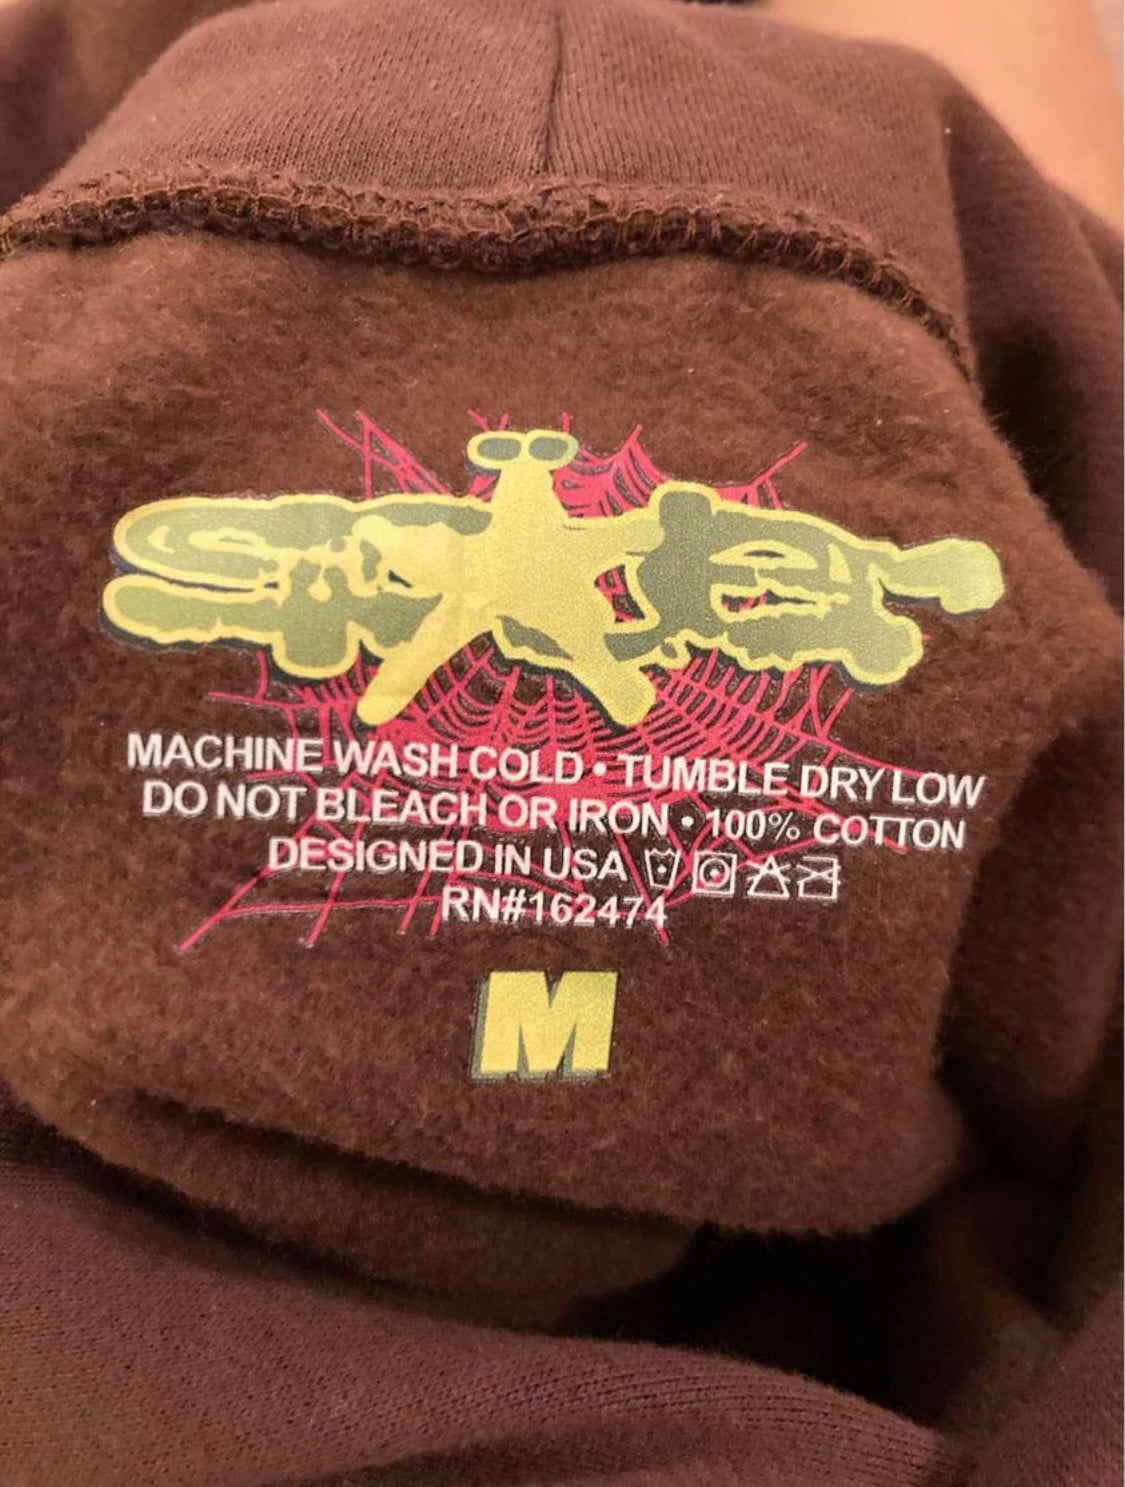 MACHINE WASH COLD • TUMBLE DRY LOW
DO NOT BLEACH OR IRON • 100% COTTON
DESIGNED IN USA
RN#162474
M